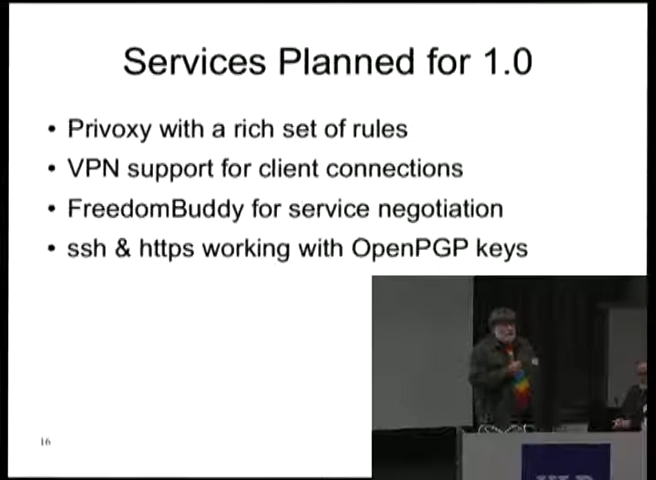 Services Planned for 1.0
• Privoxy with a rich set of rules
• VPN support for client connections
• FreedomBuddy for service negotiation
• ssh & https working with OpenPGP keys
16